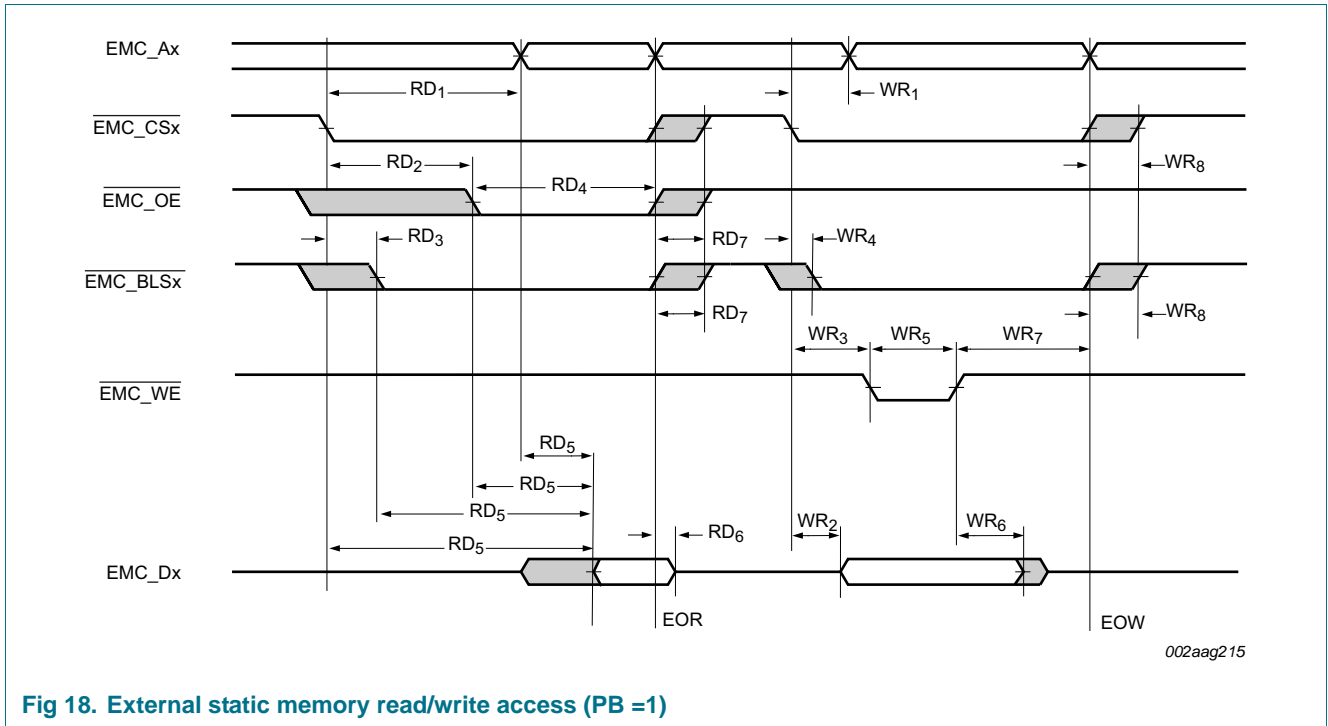 EMC_Ax
RD1
WR1
EMC_CSx
RD2
RD4
WR8
EMC_OE
RD3
RD7
WR4
EMC_BLSx
RD7
WR8
WR3
WR5
WR7
EMC_WE
RD5
RD5
RD5
RD5
WR2
RD6
WR6
EMC_Dx
EOR
EOW
002aag215
Fig 18. External static memory read/write access (PB =1)